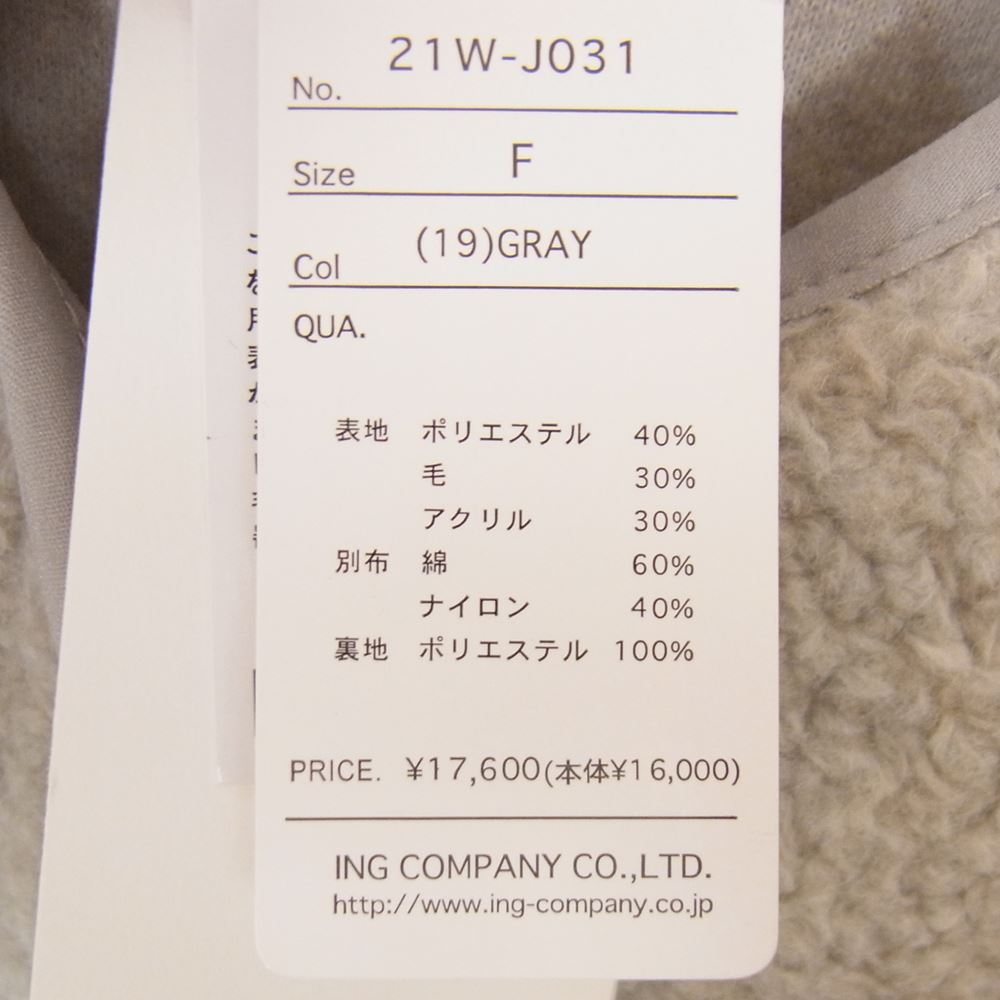 21W-J031
No.
Size F
Col (19)GRAY
QUA.
表地 ポリエステル 40%
毛 30%
アクリル 30%
別布 綿 60%
ナイロン 40%
裏地 ポリエステル 100%
PRICE. ¥17,600(本体¥16,000)
ING COMPANY CO.,LTD.
http://www.ing-company.co.jp